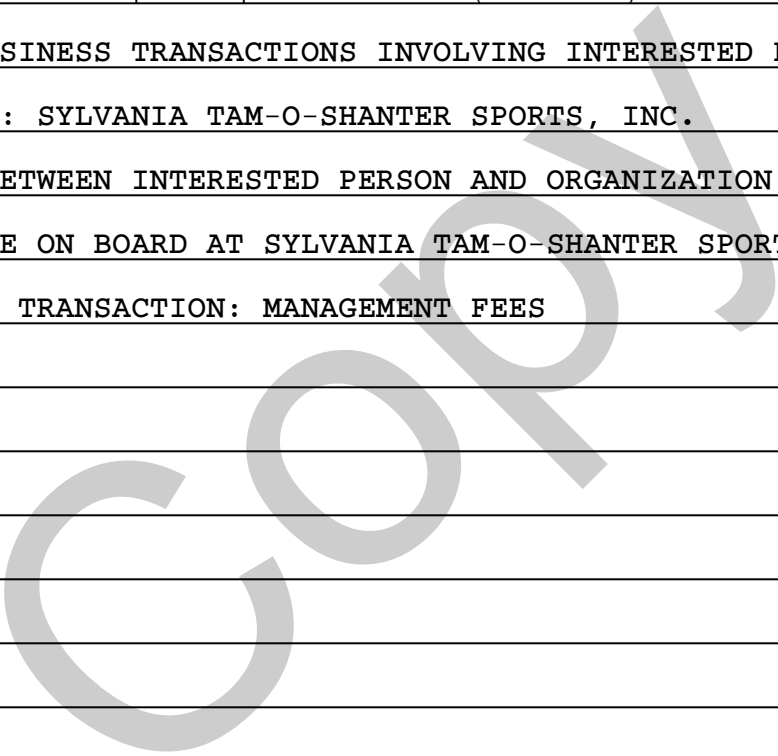 SINESS TRANSACTIONS INVOLVING INTERESTED
: SYLVANIA TAM-O-SHANTER SPORTS, INC.
ETWEEN INTERESTED PERSON AND ORGANIZATION
E ON BOARD AT SYLVANIA TAM-O-SHANTER SPORT
TRANSACTION: MANAGEMENT FEES
Copy